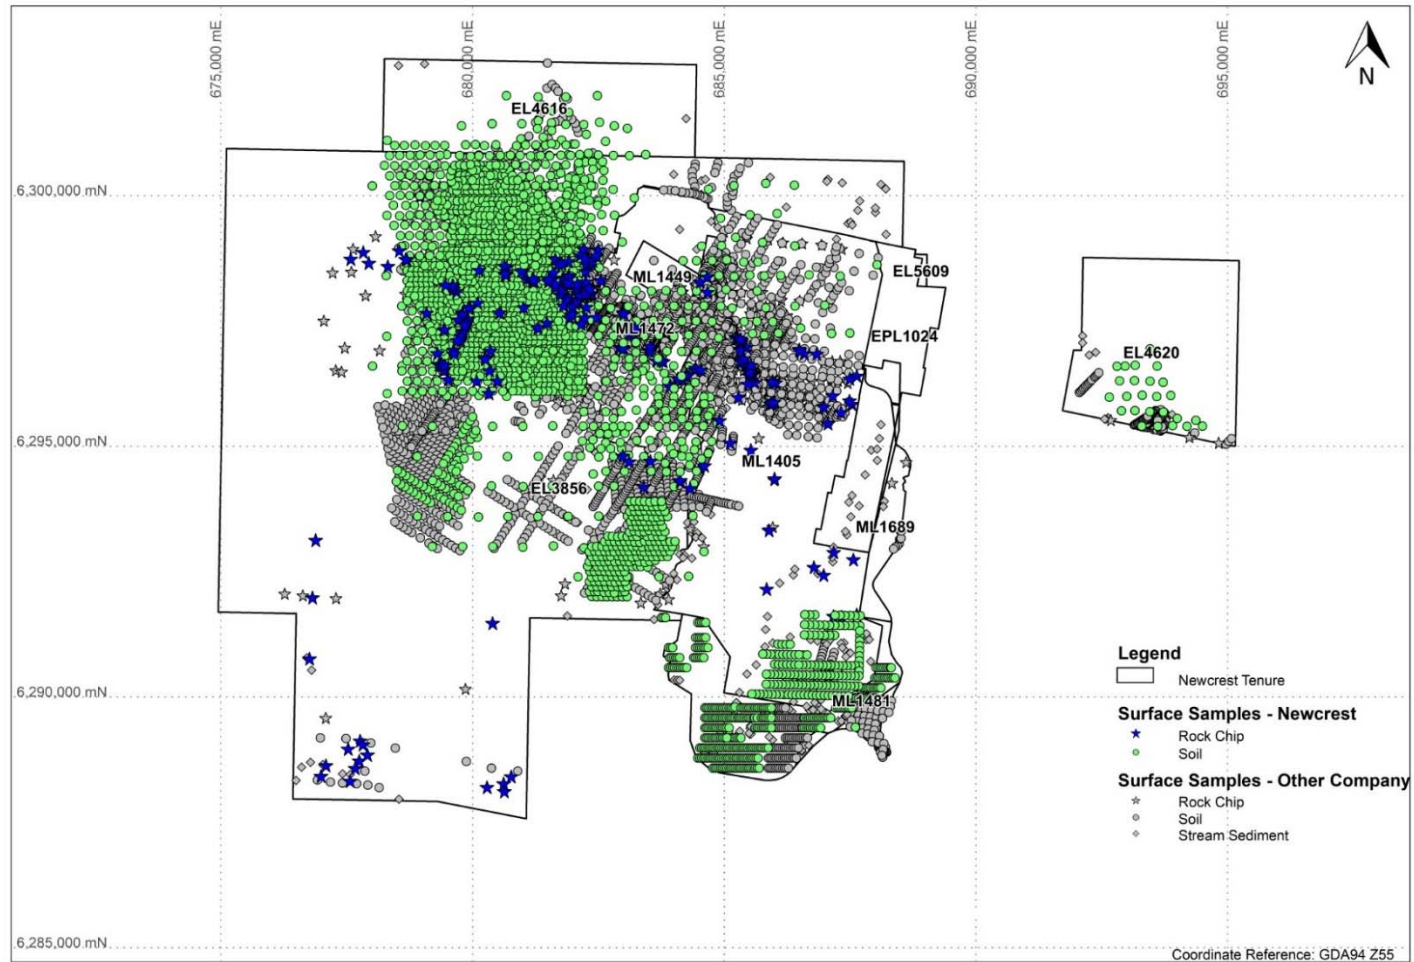 675,000 mE
680,000 mE
685,000 mE
690,000 mE
695,000 mE
N
EL4616
6,300,000 mN
ML1449
EL5609
ML1472
EPL1024
EL4620
6,295,000 mN
ML1405
EL3856
ML1689
6,290,000 mN
ML1481
Legend
Newcrest Tenure
Surface Samples - Newcrest
Rock Chip
Soil
Surface Samples - Other Company
Rock Chip
Soil
Stream Sediment
6,285,000 mN
Coordinate Reference: GDA94 Z55